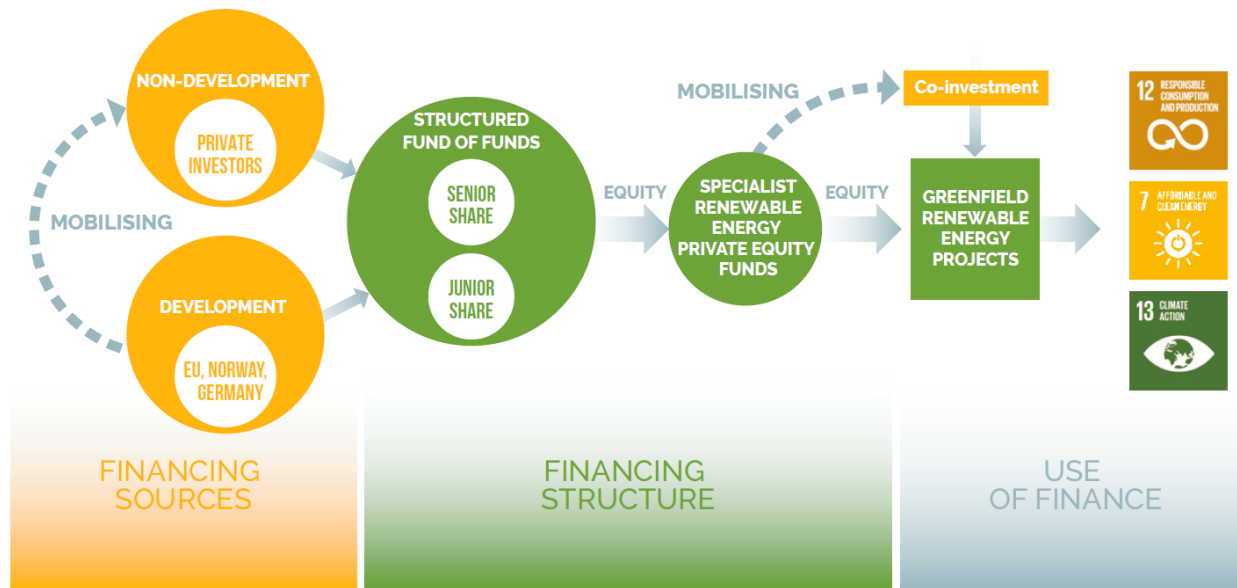 NON-DEVELOPMENT
PRIVATE
INVESTORS
MOBILISING
DEVELOPMENT
EU, NORWAY,
GERMANY
STRUCTURED
FUND OF FUNDS
SENIOR
SHARE
JUNIOR
SHARE
EQUITY
MOBILISING
SPECIALIST
RENEWABLE
ENERGY
PRIVATE EQUITY
FUNDS
EQUITY
Co-investment
GREENFIELD
RENEWABLE
ENERGY
PROJECTS
12 RESPONSIBLE
CONSUMPTION
AND PRODUCTION
7 AFFORDABLE AND
CLEAN ENERGY
13 CLIMATE
ACTION
FINANCING
SOURCES
FINANCING
STRUCTURE
USE
OF FINANCE